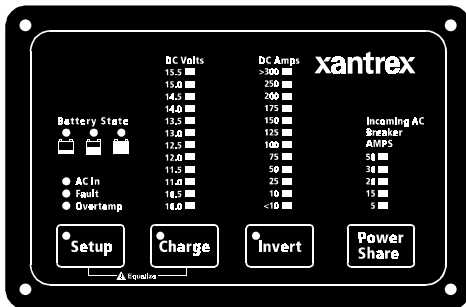 xantrex
DC Volts
15.5
15.0
14.5
14.0
13.5
13.0
12.5
12.0
11.5
11.0
10.5
10.0
DC Amps
>300
250
200
175
150
125
100
75
50
25
10
<10
Battery State
AC In
Fault
Overtemp
Incoming AC
Breaker
AMPS
50
30
20
15
5
Setup
Charge
Invert
Power
Share
Equalize